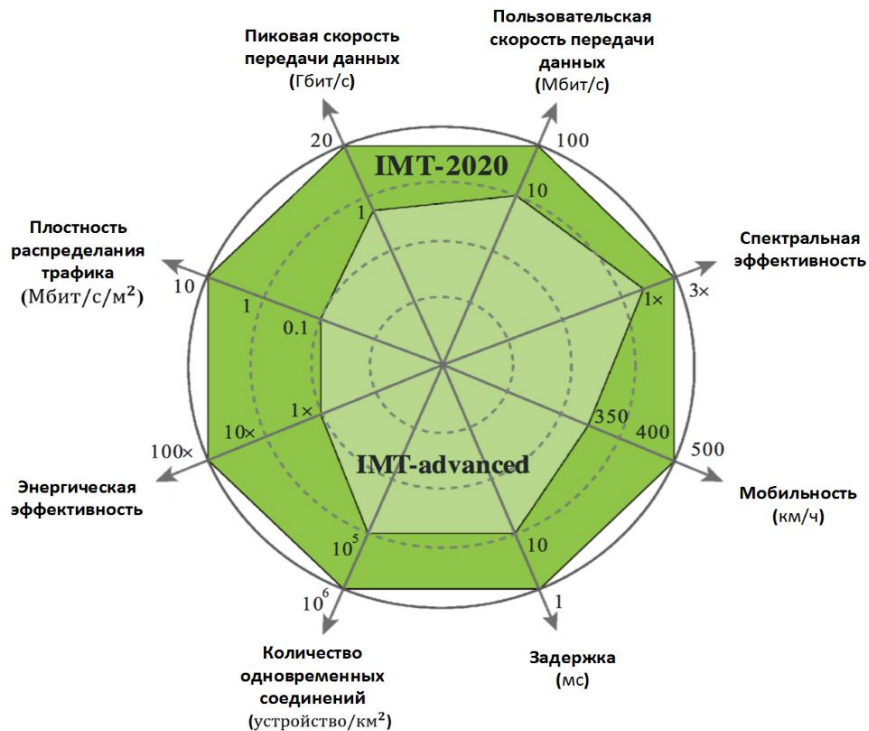 Пиковая скорость
передачи данных
(Гбит/с)
Пользовательская
скорость передачи
данных
(Мбит/с)
20
100
IMT-2020
1
10
Плостность
распределания
трафика
(Мбит/с/м²)
Спектральная
эффективность
10
1
0.1
1×
3×
1×
10×
100×
350
400
500
IMT-advanced
Энергическая
эффективность
Мобильность
(км/ч)
10⁵
10
10⁶
1
Количество
одновременных
соединений
(устройство/км²)
Задержка
(мс)